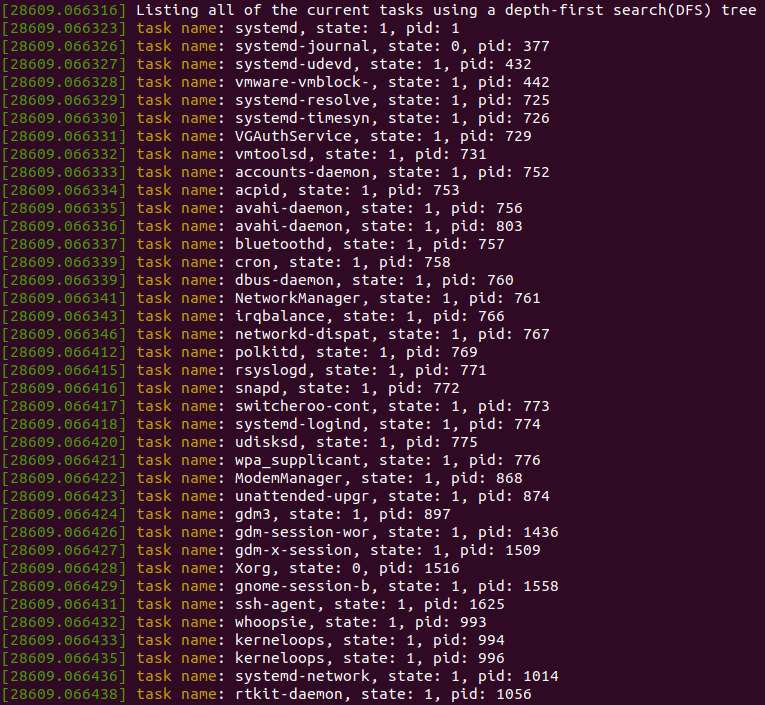 [28609.066316] Listing all of the current tasks using a depth-first search(DFS) tree
[28609.066323] task name: systemd, state: 1, pid: 1
[28609.066326] task name: systemd-journal, state: 0, pid: 377
[28609.066327] task name: systemd-udevd, state: 1, pid: 432
[28609.066328] task name: vmware-vmblock-, state: 1, pid: 442
[28609.066329] task name: systemd-resolve, state: 1, pid: 725
[28609.066330] task name: systemd-timesyn, state: 1, pid: 726
[28609.066331] task name: VGAuthService, state: 1, pid: 729
[28609.066332] task name: vmtoolsd, state: 1, pid: 731
[28609.066333] task name: accounts-daemon, state: 1, pid: 752
[28609.066334] task name: acpid, state: 1, pid: 753
[28609.066335] task name: avahi-daemon, state: 1, pid: 756
[28609.066336] task name: avahi-daemon, state: 1, pid: 803
[28609.066337] task name: bluetoothd, state: 1, pid: 757
[28609.066339] task name: cron, state: 1, pid: 758
[28609.066339] task name: dbus-daemon, state: 1, pid: 760
[28609.066341] task name: NetworkManager, state: 1, pid: 761
[28609.066343] task name: irqbalance, state: 1, pid: 766
[28609.066346] task name: networkd-dispat, state: 1, pid: 767
[28609.066412] task name: polkitd, state: 1, pid: 769
[28609.066415] task name: rsyslogd, state: 1, pid: 771
[28609.066416] task name: snapd, state: 1, pid: 772
[28609.066417] task name: switcheroo-cont, state: 1, pid: 773
[28609.066418] task name: systemd-logind, state: 1, pid: 774
[28609.066420] task name: udisksd, state: 1, pid: 775
[28609.066421] task name: wpa_supplicant, state: 1, pid: 776
[28609.066422] task name: ModemManager, state: 1, pid: 868
[28609.066423] task name: unattended-upgr, state: 1, pid: 874
[28609.066424] task name: gdm3, state: 1, pid: 897
[28609.066426] task name: gdm-session-wor, state: 1, pid: 1436
[28609.066427] task name: gdm-x-session, state: 1, pid: 1509
[28609.066428] task name: Xorg, state: 0, pid: 1516
[28609.066429] task name: gnome-session-b, state: 1, pid: 1558
[28609.066431] task name: ssh-agent, state: 1, pid: 1625
[28609.066432] task name: whoopsie, state: 1, pid: 993
[28609.066433] task name: kerneloops, state: 1, pid: 994
[28609.066435] task name: kerneloops, state: 1, pid: 996
[28609.066436] task name: systemd-network, state: 1, pid: 1014
[28609.066438] task name: rtkit-daemon, state: 1, pid: 1056